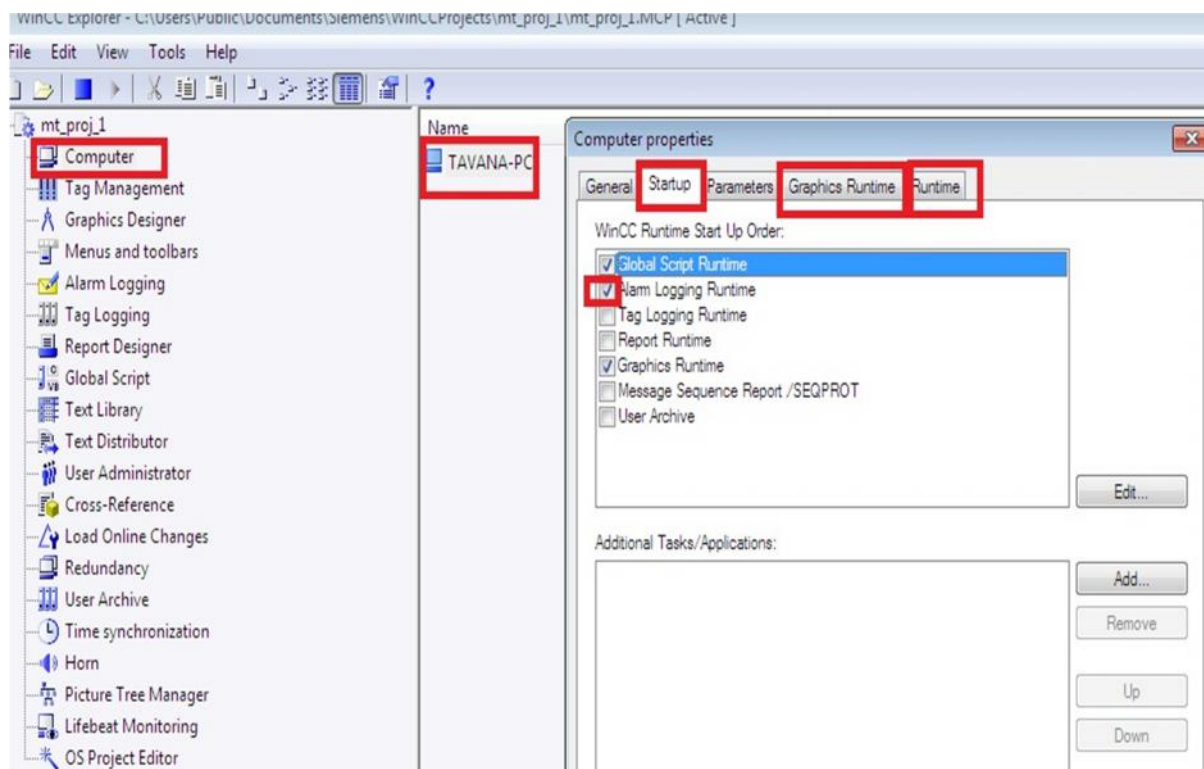 WinCC Explorer - C:\Users\Public\Documents\Siemens\WinCCProjects\mt_proj_1\mt_proj_1.MCP [ Active ]
File Edit View Tools Help
mt_proj_1
Computer
Tag Management
Graphics Designer
Menus and toolbars
Alarm Logging
Tag Logging
Report Designer
Global Script
Text Library
Text Distributor
User Administrator
Cross-Reference
Load Online Changes
Redundancy
User Archive
Time synchronization
Horn
Picture Tree Manager
Lifebeat Monitoring
OS Project Editor
Name
TAVANA-PC
Computer properties
General Startup Parameters Graphics Runtime Runtime
WinCC Runtime Start Up Order:
Global Script Runtime
Alarm Logging Runtime
Tag Logging Runtime
Report Runtime
Graphics Runtime
Message Sequence Report /SEQPROT
User Archive
Edit...
Additional Tasks/Applications:
Add...
Remove
Up
Down